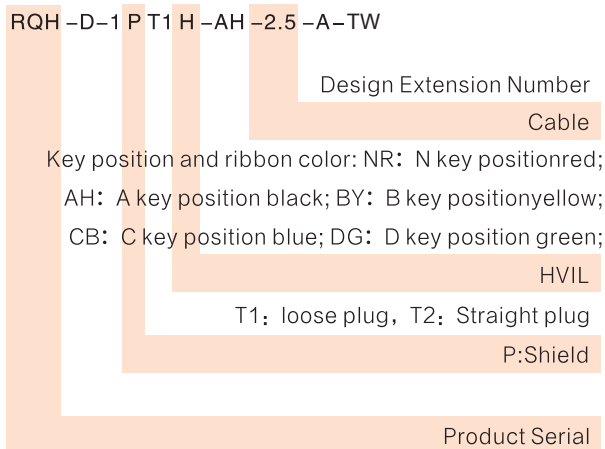 RQH-D-1PT1H-AH-2.5-A-TW
Design Extension Number
Cable
Key position and ribbon color: NR: N key positionred;
AH: A key position black; BY: B key positionyellow;
CB: C key position blue; DG: D key position green;
HVIL
T1: loose plug, T2: Straight plug
P:Shield
Product Serial